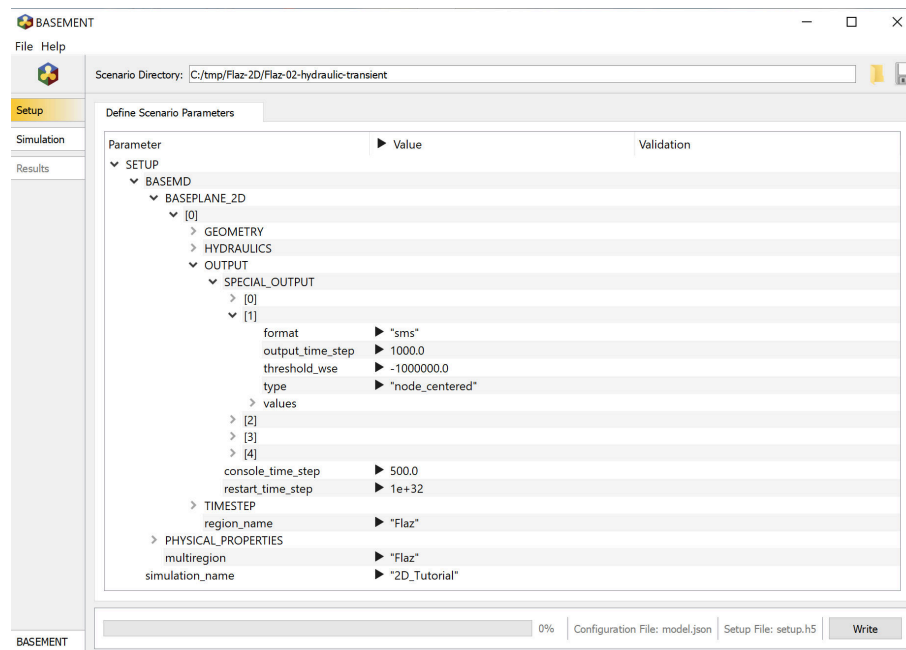 BASEMENT
File Help
Scenario Directory: C:/tmp/Flaz-2D/Flaz-02-hydraulic-transient
Setup
Define Scenario Parameters
Simulation
Parameter Value Validation
Results
SETUP
BASEMD
BASEPLANE_2D
[0]
GEOMETRY
HYDRAULICS
OUTPUT
SPECIAL_OUTPUT
[0]
[1]
format "sms"
output_time_step 1000.0
threshold_wse -1000000.0
type "node_centered"
values
[2]
[3]
[4]
console_time_step 500.0
restart_time_step 1e+32
TIMESTEP
region_name "Flaz"
PHYSICAL_PROPERTIES
multiregion "Flaz"
simulation_name "2D_Tutorial"
0% Configuration File: model.json Setup File: setup.h5 Write
BASEMENT